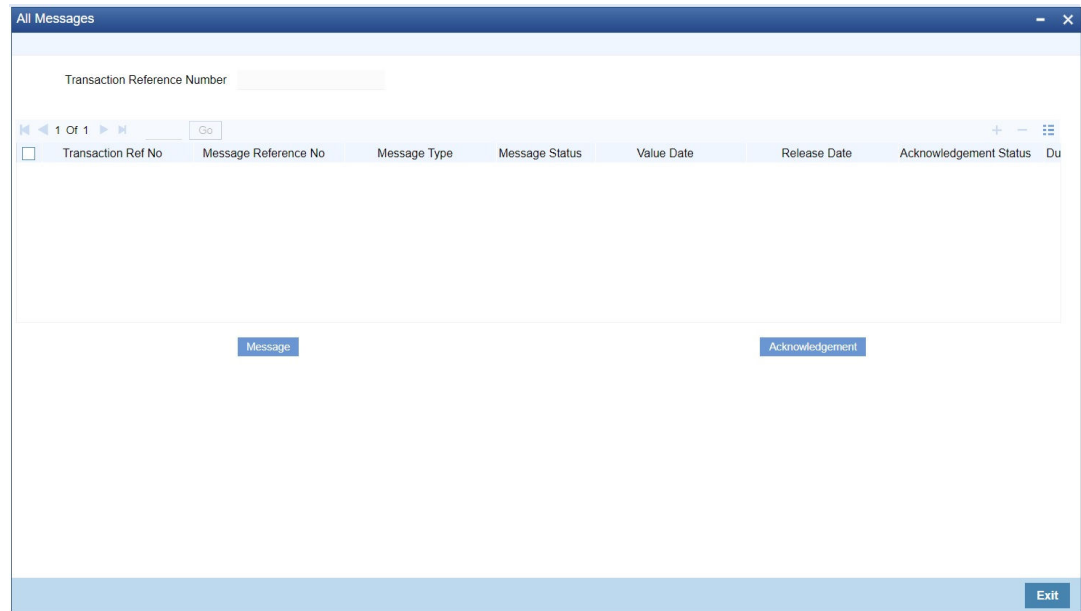 All Messages
Transaction Reference Number
1 Of 1 Go
Transaction Ref No Message Reference No Message Type Message Status Value Date Release Date Acknowledgement Status Du
Message Acknowledgement
Exit